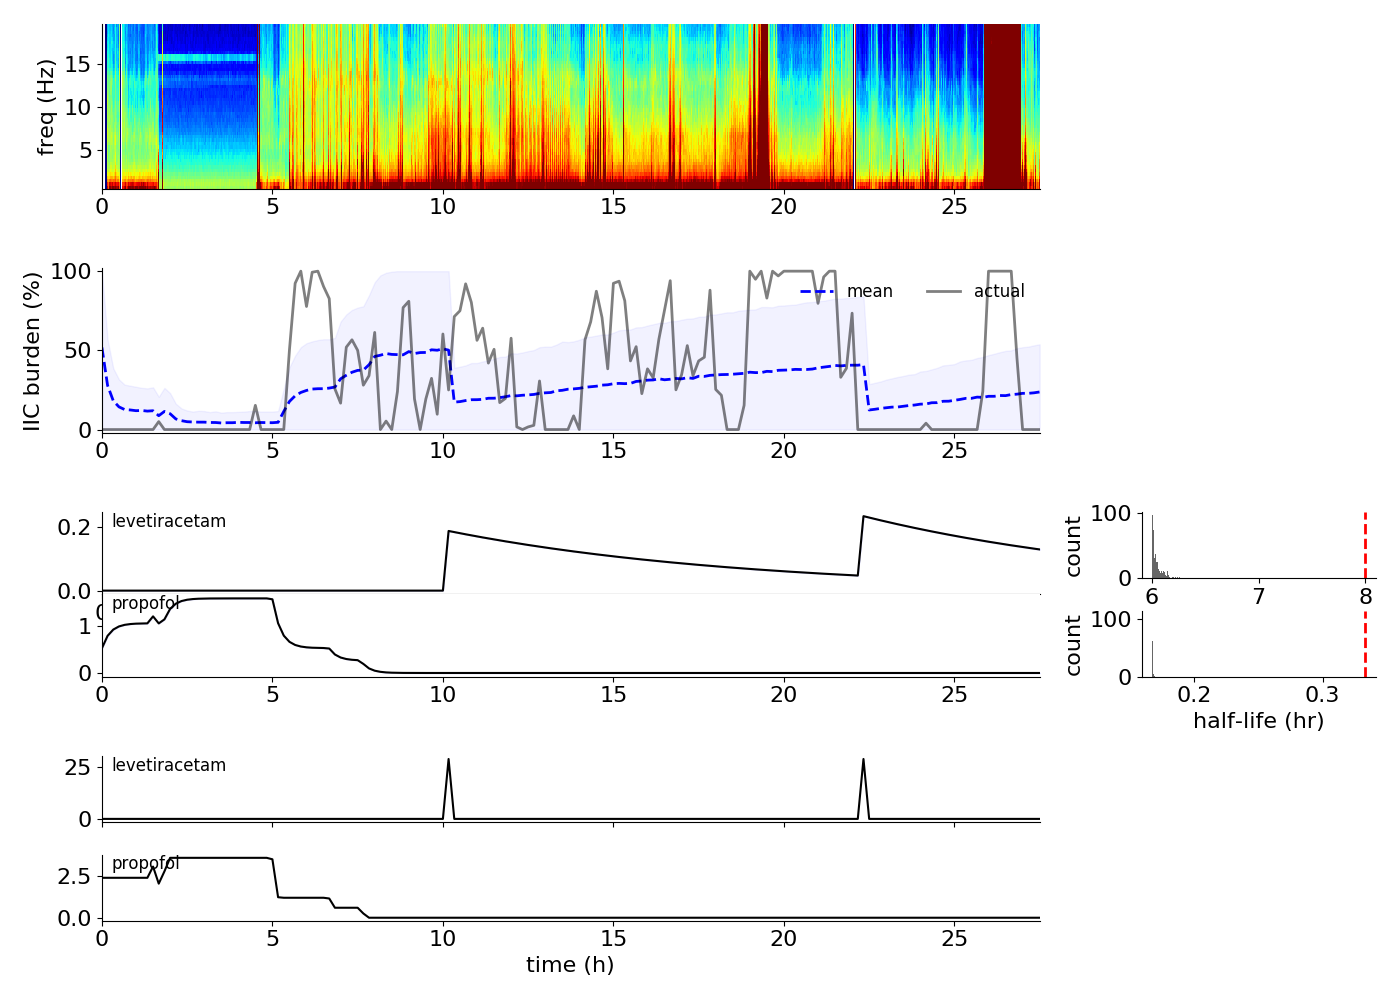 freq (Hz)
15
10
5
0 5 10 15 20 25
IIC burden (%)
100
50
0
mean actual
0 5 10 15 20 25
levetiracetam
0.2
0.0
0
propofol
1
0
0 5 10 15 20 25
count
100
0
6 7 8
count
100
0
0.2 0.3
half-life (hr)
levetiracetam
25
0
propofol
2.5
0.0
0 5 10 15 20 25
time (h)